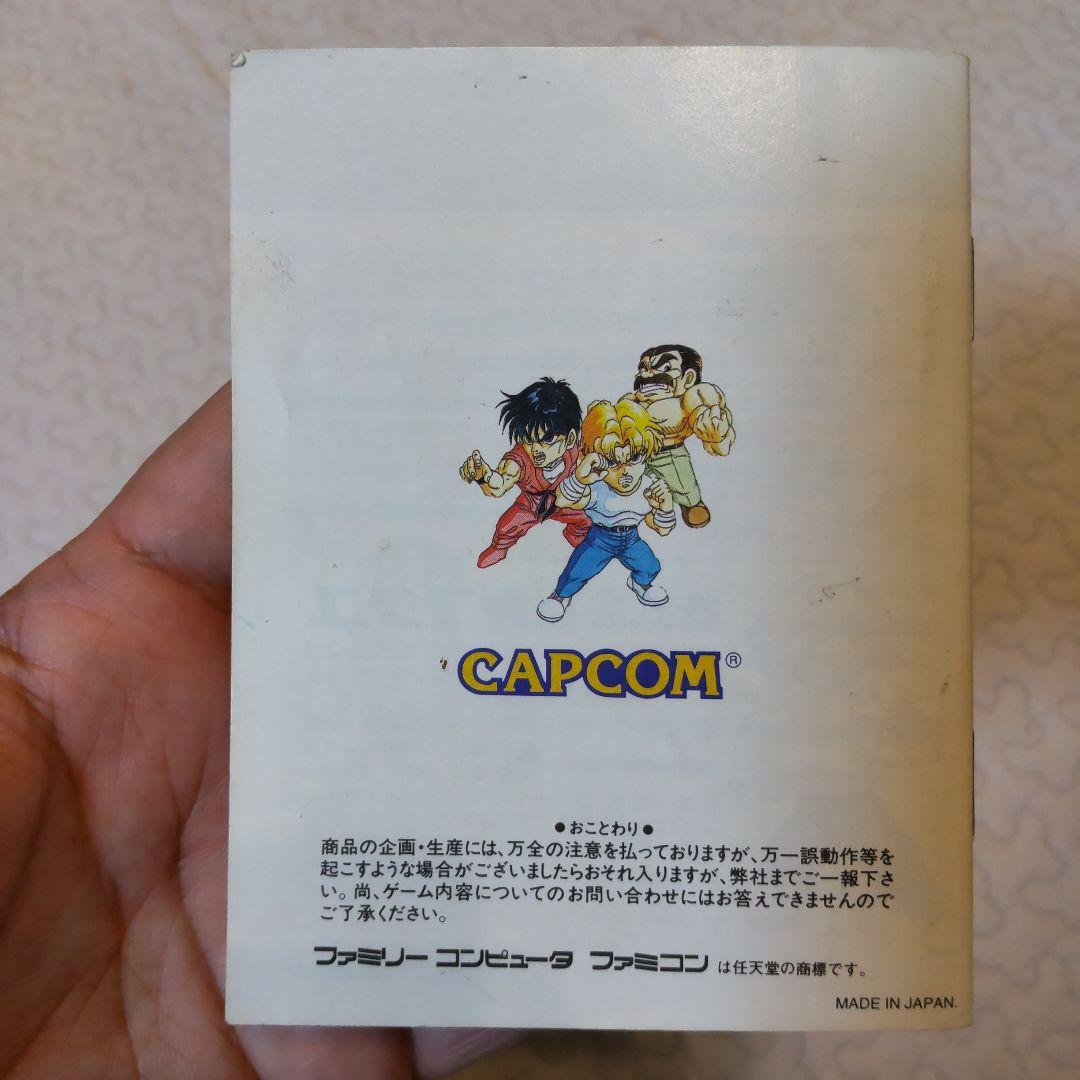 CAPCOM®
●おことわり●
商品の企画・生産には、万全の注意を払っておりますが、万一誤動作等を
起こすような場合がございましたらおそれ入りますが、弊社までご一報下さ
い。尚、ゲーム内容についてのお問い合わせにはお答えできませんので
ご了承ください。
ファミリー コンピュータ ファミコン は任天堂の商標です。
MADE IN JAPAN.